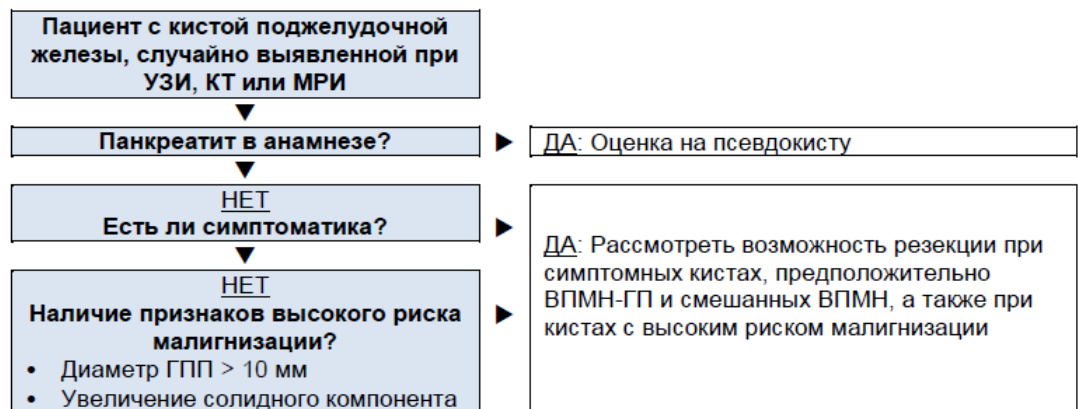 Пациент с кистой поджелудочной
железы, случайно выявленной при
УЗИ, КТ или МРИ
▼
Панкреатит в анамнезе?
►
ДА: Оценка на псевдокисту
▼
НЕТ
Есть ли симптоматика?
►
ДА: Рассмотреть возможность резекции при
симптомных кистах, предположительно
ВПМН-ГП и смешанных ВПМН, а также при
кистах с высоким риском малигнизации
▼
НЕТ
Наличие признаков высокого риска
малигнизации?
►
• Диаметр ГПП > 10 мм
• Увеличение солидного компонента